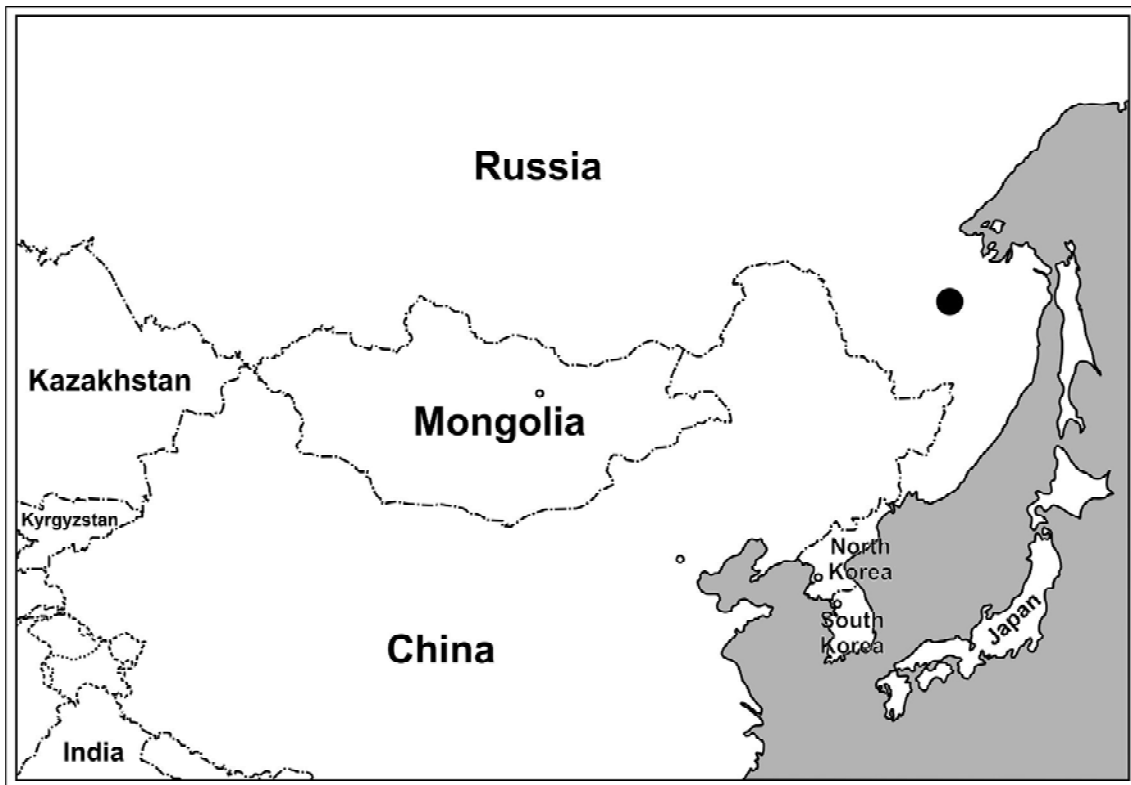 Russia
Kazakhstan
Mongolia
Kyrgyzstan
North
Korea
South
Korea
Japan
China
India